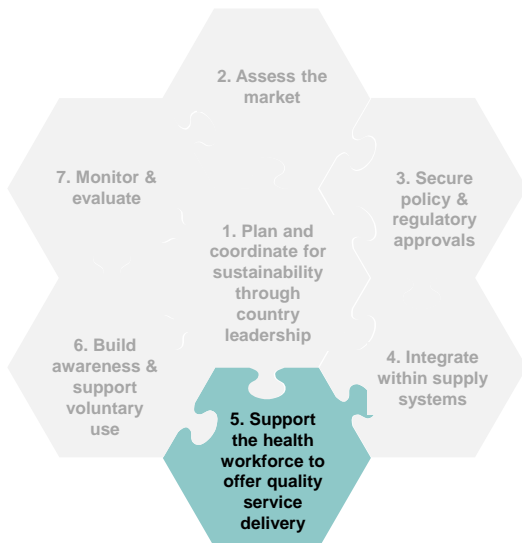 2. Assess the
market
7. Monitor &
evaluate
3. Secure
policy &
regulatory
approvals
1. Plan and
coordinate for
sustainability
through
country
leadership
6. Build
awareness &
support
voluntary
use
4. Integrate
within supply
systems
5. Support
the health
workforce to
offer quality
service
delivery